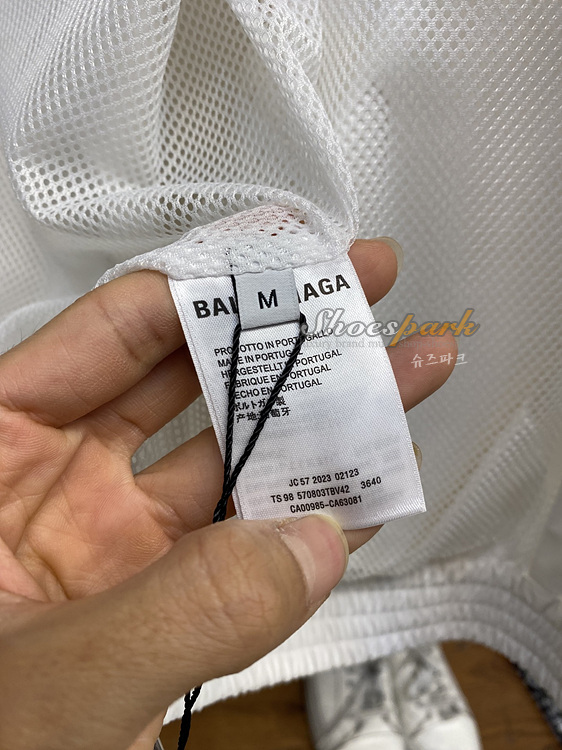 BAL
M
AGA
Shoespark
슈즈파크
PRODOTTO IN PORTOGALLO
MADE IN PORTUGAL
HERGESTELLT IN PORTUGAL
FABRIQUE EN PORTUGAL
HECHO EN PORTUGAL
JC 57 2023 02123
TS 98 570803TBV42 3640
CA00985-CA63081